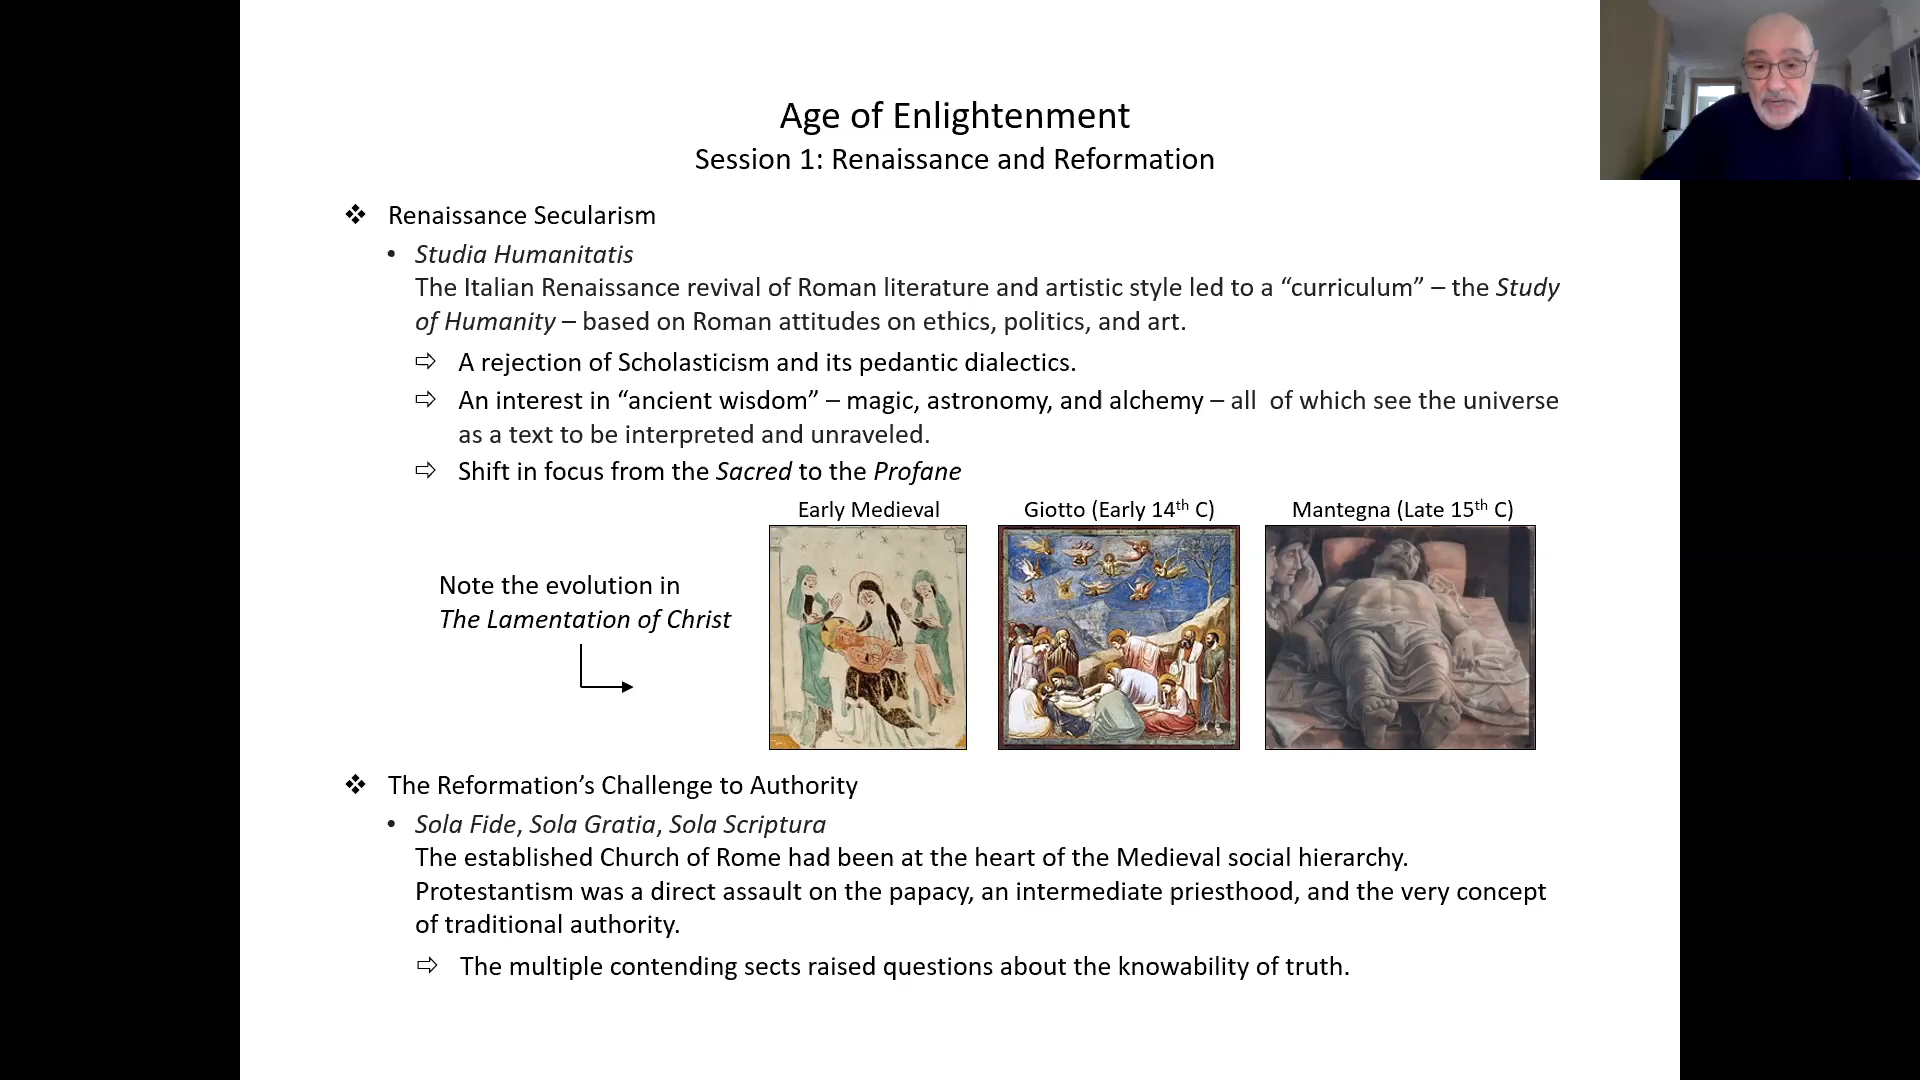 Age of Enlightenment
Session 1: Renaissance and Reformation
❖ Renaissance Secularism
• Studia Humanitatis
The Italian Renaissance revival of Roman literature and artistic style led to a “curriculum” – the Study
of Humanity – based on Roman attitudes on ethics, politics, and art.
⇨ A rejection of Scholasticism and its pedantic dialectics.
⇨ An interest in “ancient wisdom” – magic, astronomy, and alchemy – all  of which see the universe
as a text to be interpreted and unraveled.
⇨ Shift in focus from the Sacred to the Profane
Early Medieval
Giotto (Early 14th C)
Mantegna (Late 15th C)
Note the evolution in
The Lamentation of Christ
❖ The Reformation’s Challenge to Authority
• Sola Fide, Sola Gratia, Sola Scriptura
The established Church of Rome had been at the heart of the Medieval social hierarchy.
Protestantism was a direct assault on the papacy, an intermediate priesthood, and the very concept
of traditional authority.
⇨ The multiple contending sects raised questions about the knowability of truth.